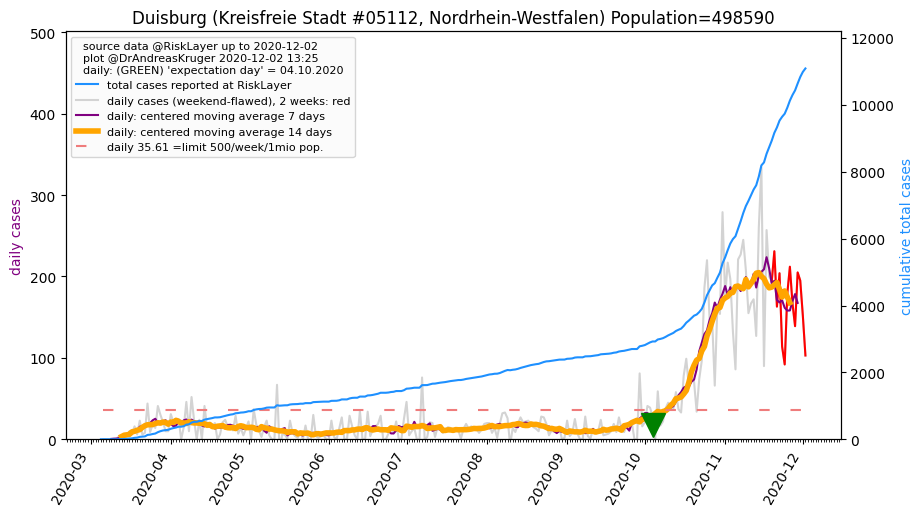 Duisburg (Kreisfreie Stadt #05112, Nordrhein-Westfalen) Population=498590
source data @RiskLayer up to 2020-12-02
plot @DrAndreasKruger 2020-12-02 13:25
daily: (GREEN) 'expectation day' = 04.10.2020
total cases reported at RiskLayer
daily cases (weekend-flawed), 2 weeks: red
daily: centered moving average 7 days
daily: centered moving average 14 days
daily 35.61 =limit 500/week/1mio pop.
daily cases
500
400
300
200
100
0
cumulative total cases
12000
10000
8000
6000
4000
2000
0
2020-03
2020-04
2020-05
2020-06
2020-07
2020-08
2020-09
2020-10
2020-11
2020-12